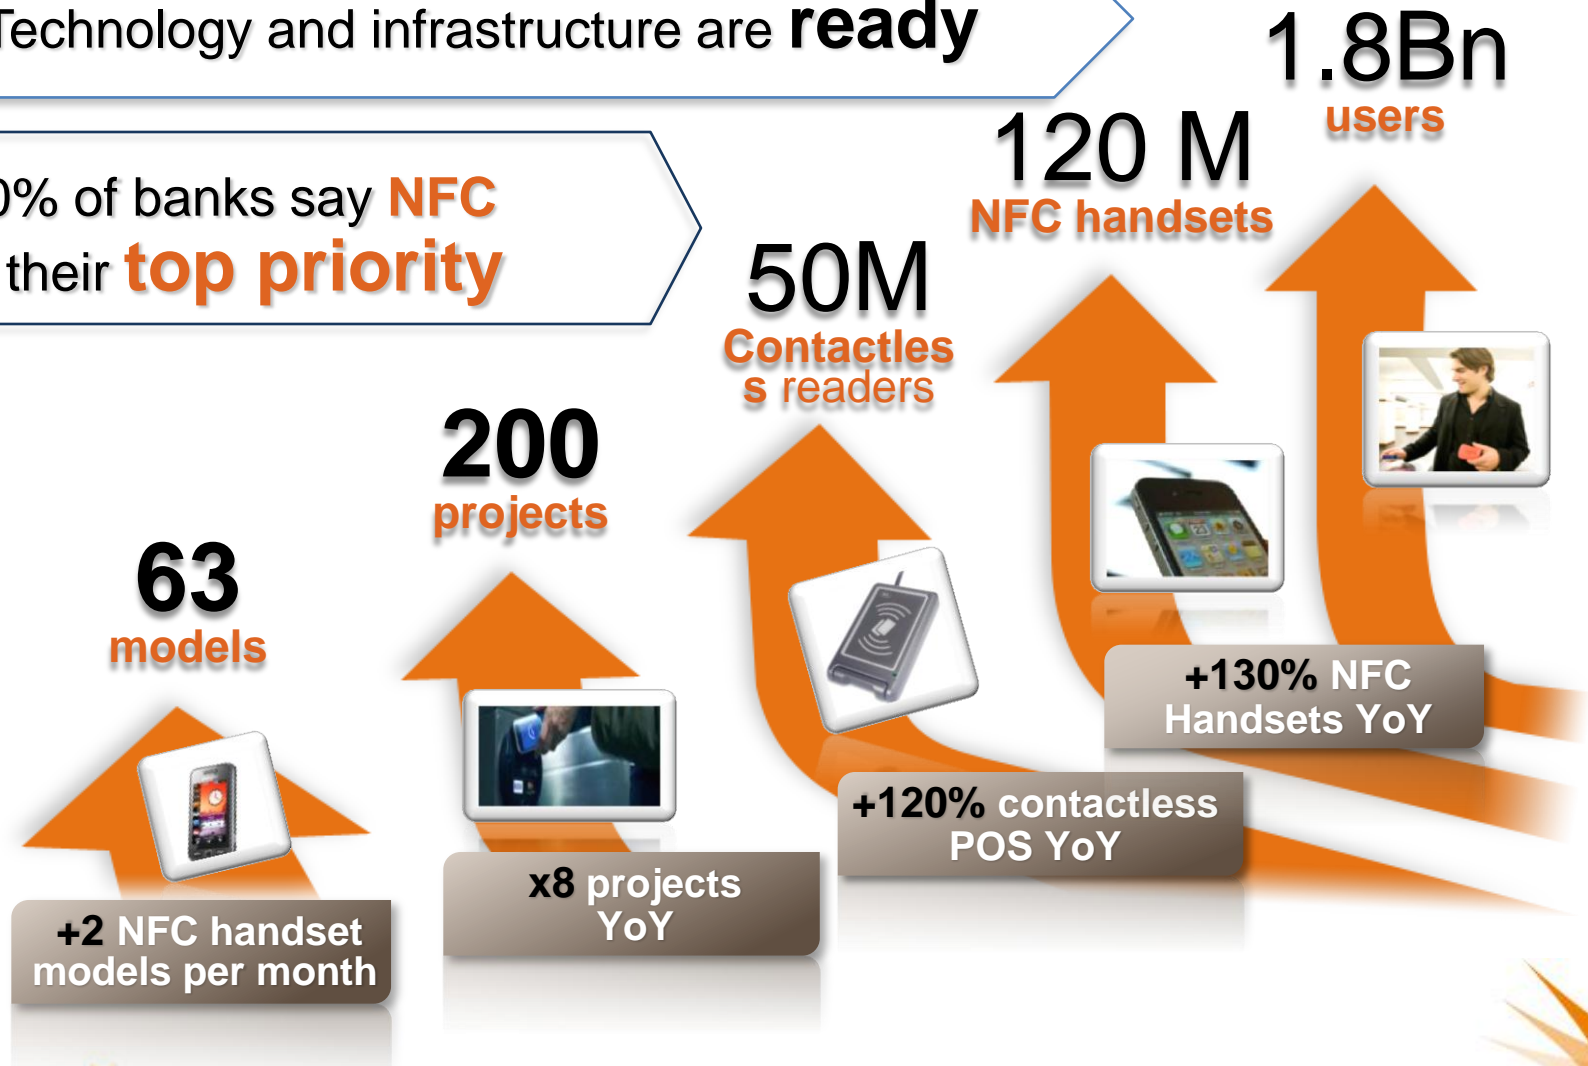 Technology and infrastructure are ready
0% of banks say NFC
their top priority
1.8Bn
users
120 M
NFC handsets
50M
Contactles
s readers
200
projects
63
models
+130% NFC
Handsets YoY
+120% contactless
POS YoY
x8 projects
YoY
+2 NFC handset
models per month